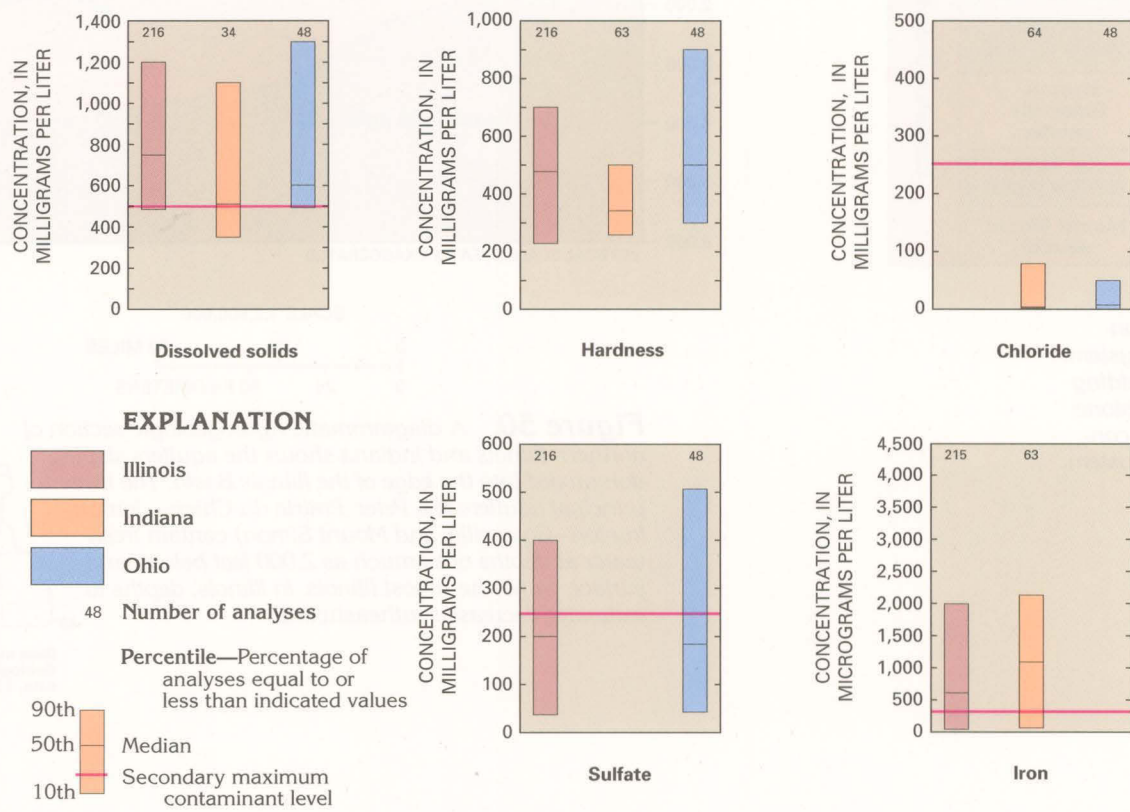 CONCENTRATION, IN
MILLIGRAMS PER LITER
1,400
1,200
1,000
800
600
400
200
0
216
34
48
Dissolved solids
CONCENTRATION, IN
MILLIGRAMS PER LITER
1,000
800
600
400
200
0
216
63
48
Hardness
CONCENTRATION, IN
MILLIGRAMS PER LITER
500
400
300
200
100
0
64
48
Chloride
EXPLANATION
Illinois
Indiana
Ohio
48 Number of analyses
Percentile—Percentage of
analyses equal to or
less than indicated values
90th
50th
Median
Secondary maximum
contaminant level
10th
CONCENTRATION, IN
MILLIGRAMS PER LITER
600
500
400
300
200
100
0
216
48
Sulfate
CONCENTRATION, IN
MICROGRAMS PER LITER
4,500
4,000
3,500
3,000
2,500
2,000
1,500
1,000
500
0
215
63
Iron
Figure 50